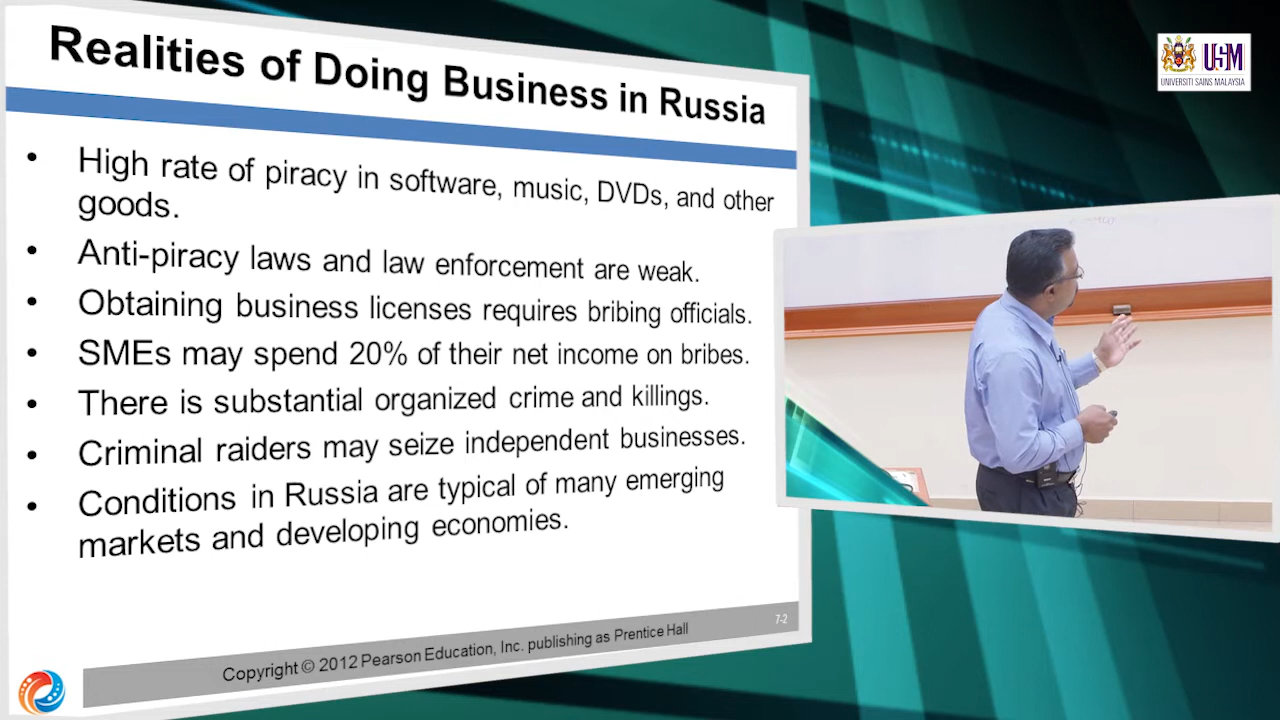 Realities of Doing Business in Russia
• High rate of piracy in software, music, DVDs, and other
goods.
• Anti-piracy laws and law enforcement are weak.
• Obtaining business licenses requires bribing officials.
• SMEs may spend 20% of their net income on bribes.
• There is substantial organized crime and killings.
• Criminal raiders may seize independent businesses.
• Conditions in Russia are typical of many emerging
markets and developing economies.
Copyright © 2012 Pearson Education, Inc. publishing as Prentice Hall
7-2
USM
UNIVERSITI SAINS MALAYSIA